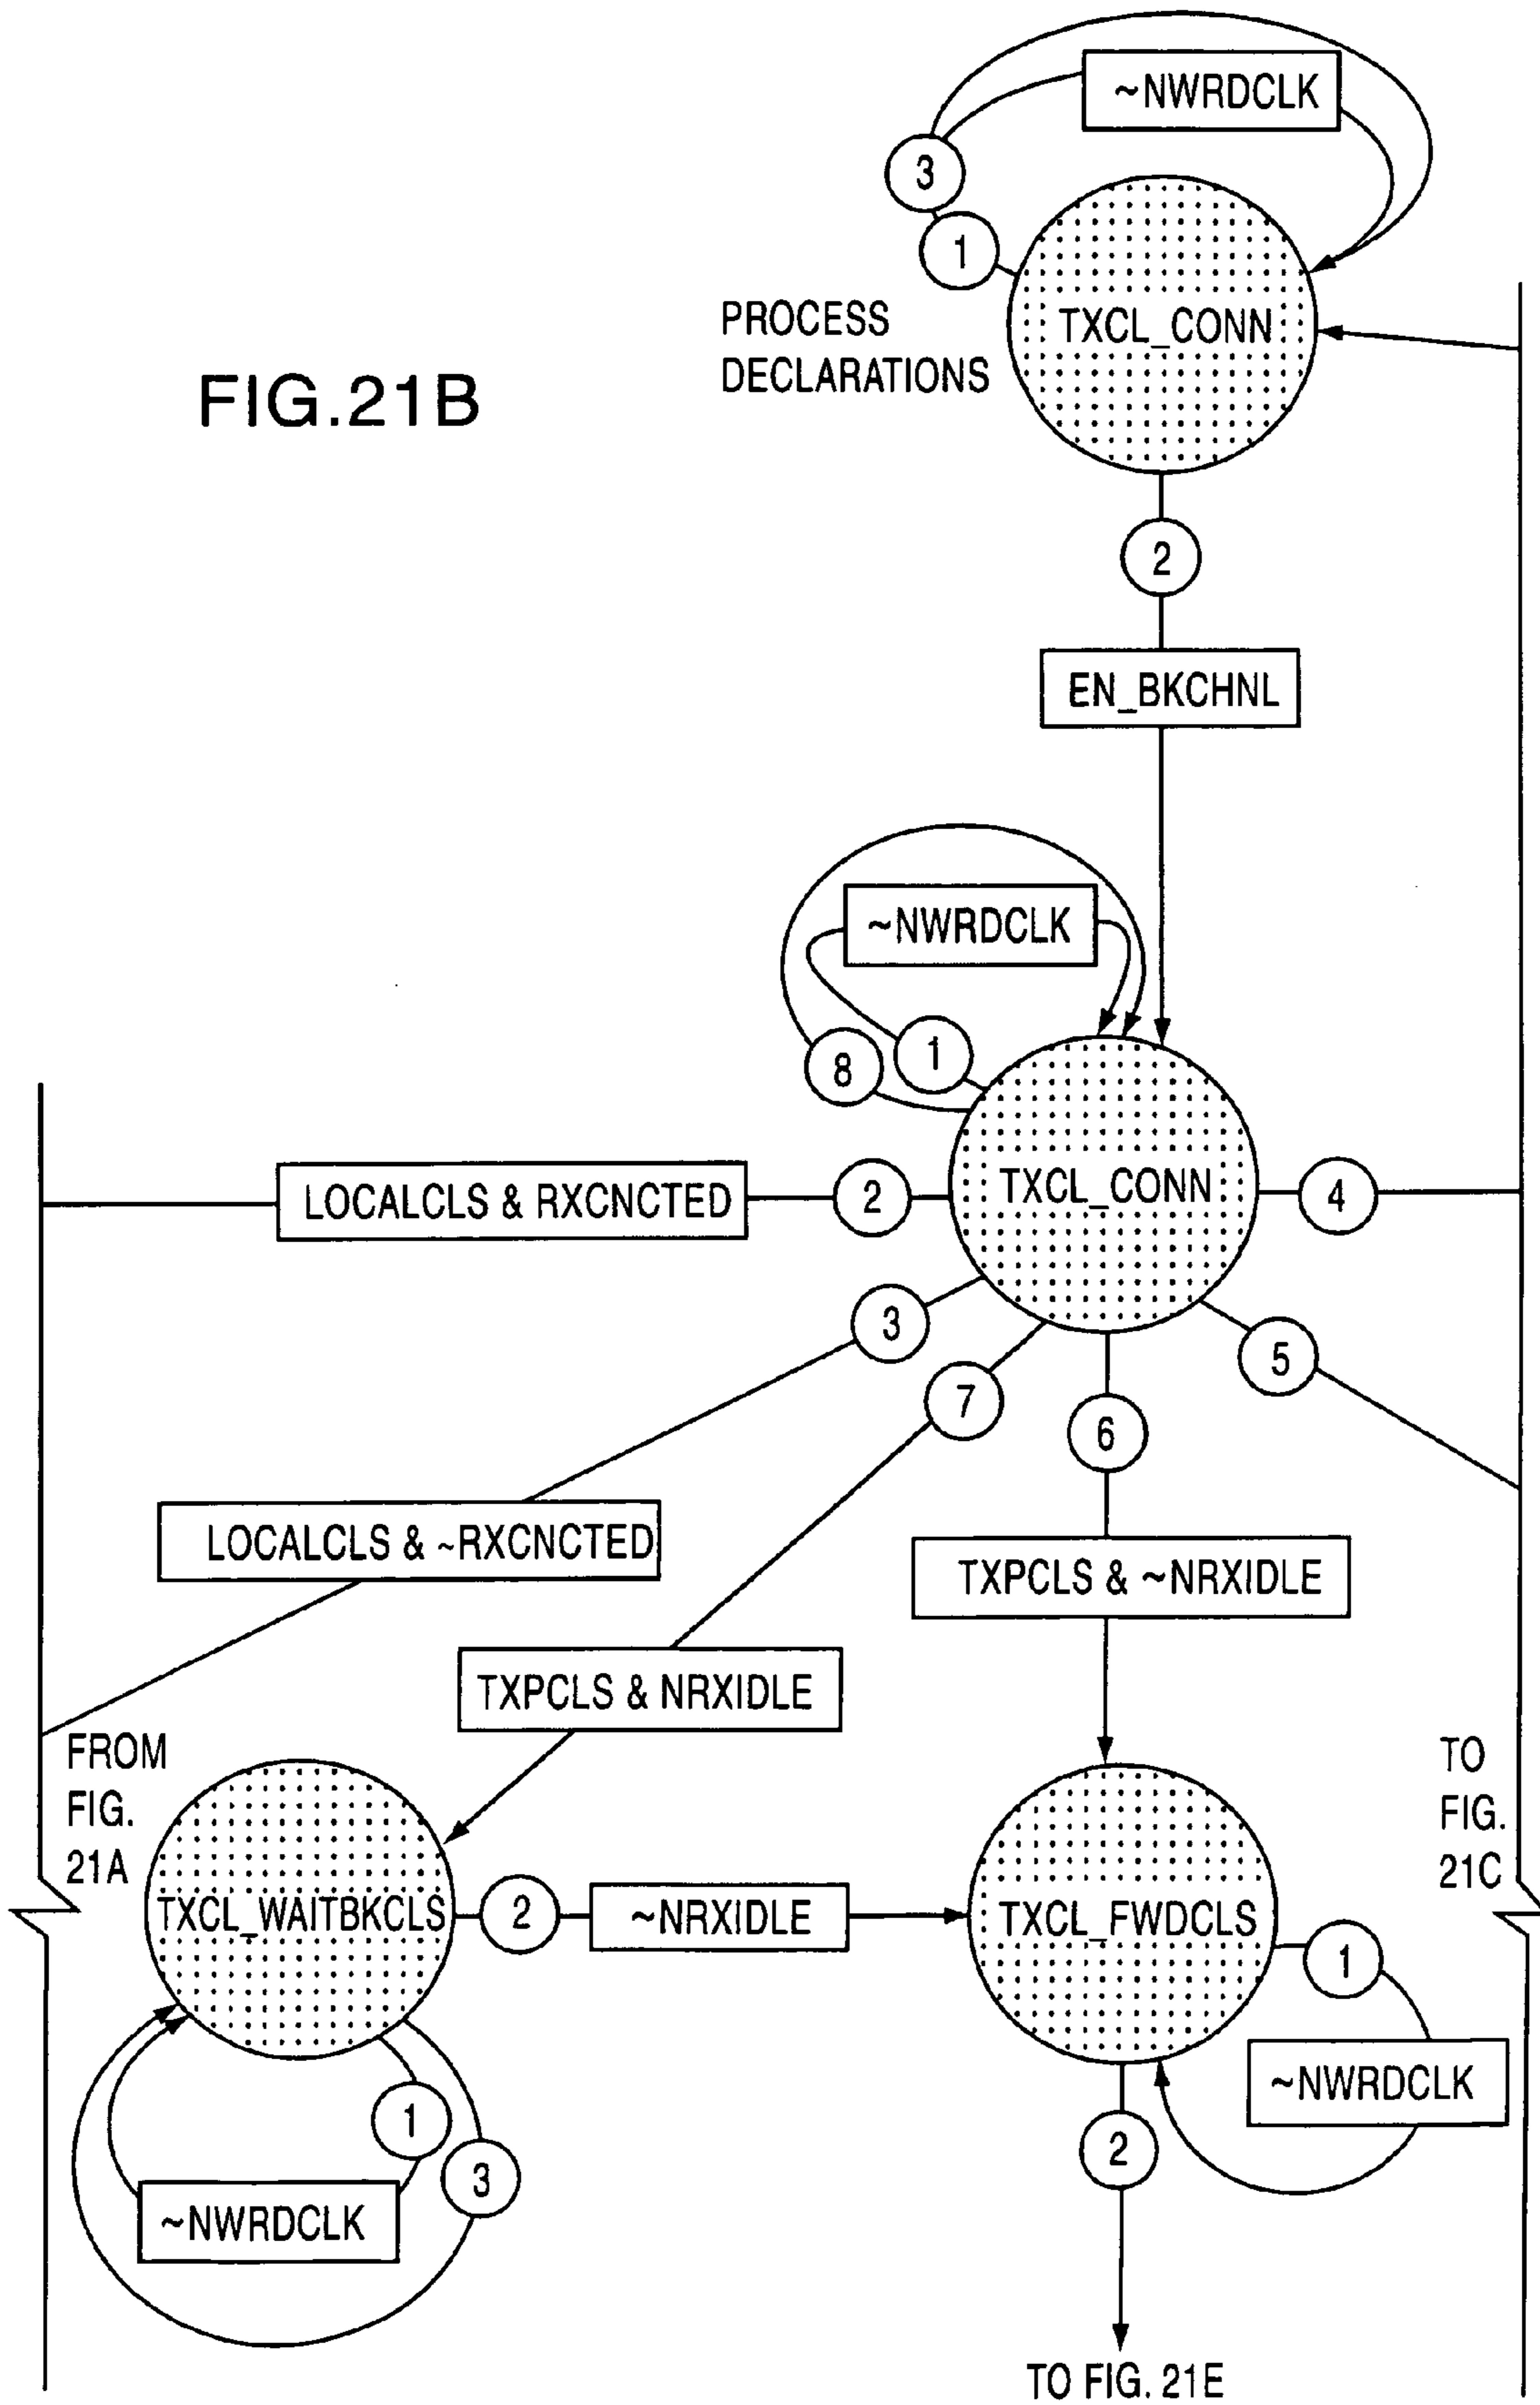 ~NWRDCLK
3
1
TXCL_CONN
PROCESS
DECLARATIONS
FIG.21B
2
EN_BKCHNL
~NWRDCLK
8
1
TXCL_CONN
LOCALCLS & RXCNCTED
2
4
3
5
7
6
LOCALCLS & ~RXCNCTED
TXPCLS & ~NRXIDLE
TXPCLS & NRXIDLE
FROM
FIG.
21A
TO
FIG.
21C
TXCL_WAITBKCLS
2
~NRXIDLE
TXCL_FWDCLS
1
~NWRDCLK
1
3
2
~NWRDCLK
TO FIG. 21E